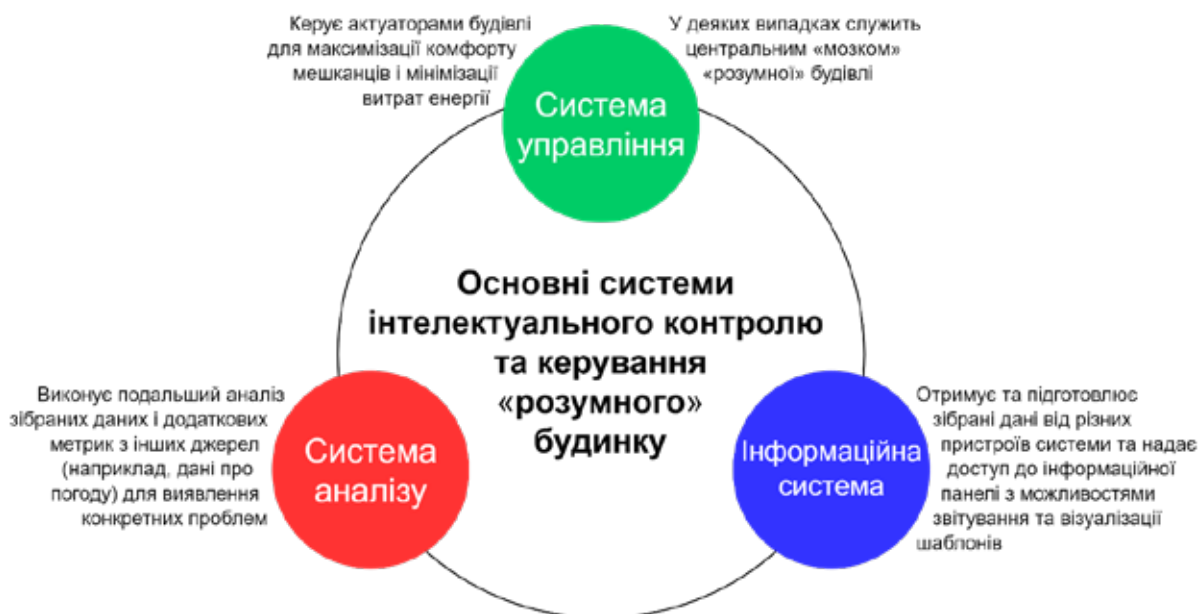 Керує актуаторами будівлі
для максимізації комфорту
мешканців і мінімізації
витрат енергії
У деяких випадках служить
центральним «мозком»
«розумної» будівлі
Система
управління
Основні системи
інтелектуального контролю
та керування
«розумного»
будинку
Виконує подальший аналіз
зібраних даних і додаткових
метрик з інших джерел
(наприклад, дані про
погоду) для виявлення
конкретних проблем
Система
аналізу
Інформаційна
система
Отримує та підготовлює
зібрані дані від різних
пристроїв системи та надає
доступ до інформаційної
панелі з можливостями
звітування та візуалізації
шаблонів